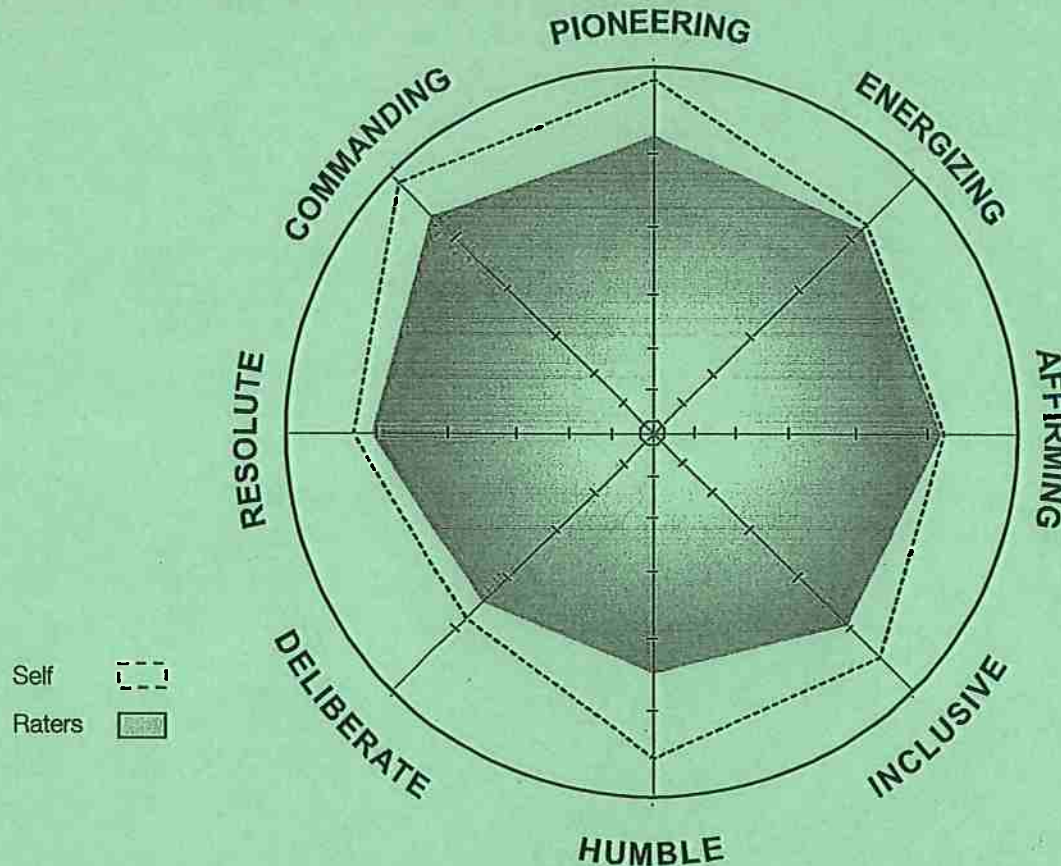 PIONEERING
ENERGIZING
AFFIRMING
INCLUSIVE
HUMBLE
DELIBERATE
RESOLUTE
COMMANDING
Self
Raters